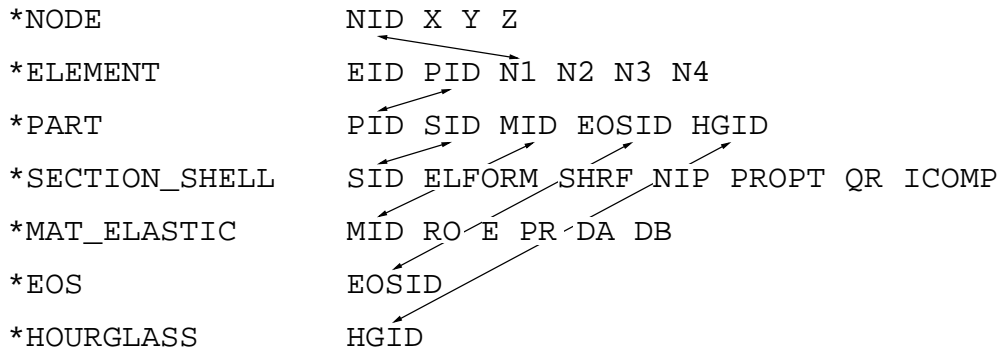 *NODE NID X Y Z
*ELEMENT EID PID N1 N2 N3 N4
*PART PID SID MID EOSID HGID
*SECTION_SHELL SID ELFORM SHRF NIP PROPT QR ICOMP
*MAT_ELASTIC MID RO E PR DA DB
*EOS EOSID
*HOURGLASS HGID